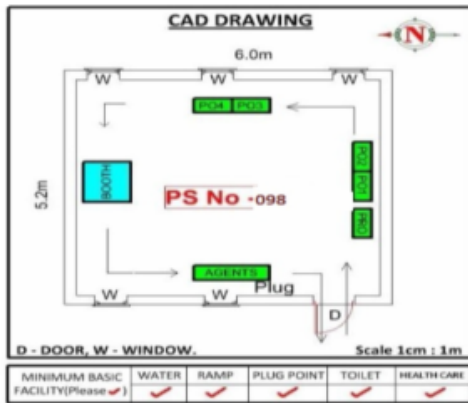 CAD DRAWING
N
6.0m
W W W
PO4 PO3
5.2m
BOOTH
PO2
PO1
PRO
PS No -098
AGENTS
Plug
W W
D
D - DOOR, W - WINDOW. Scale 1cm : 1m
MINIMUM BASIC FACILITY(Please ✓) WATER RAMP PLUG POINT TOILET HEALTH CARE
✓ ✓ ✓ ✓ ✓